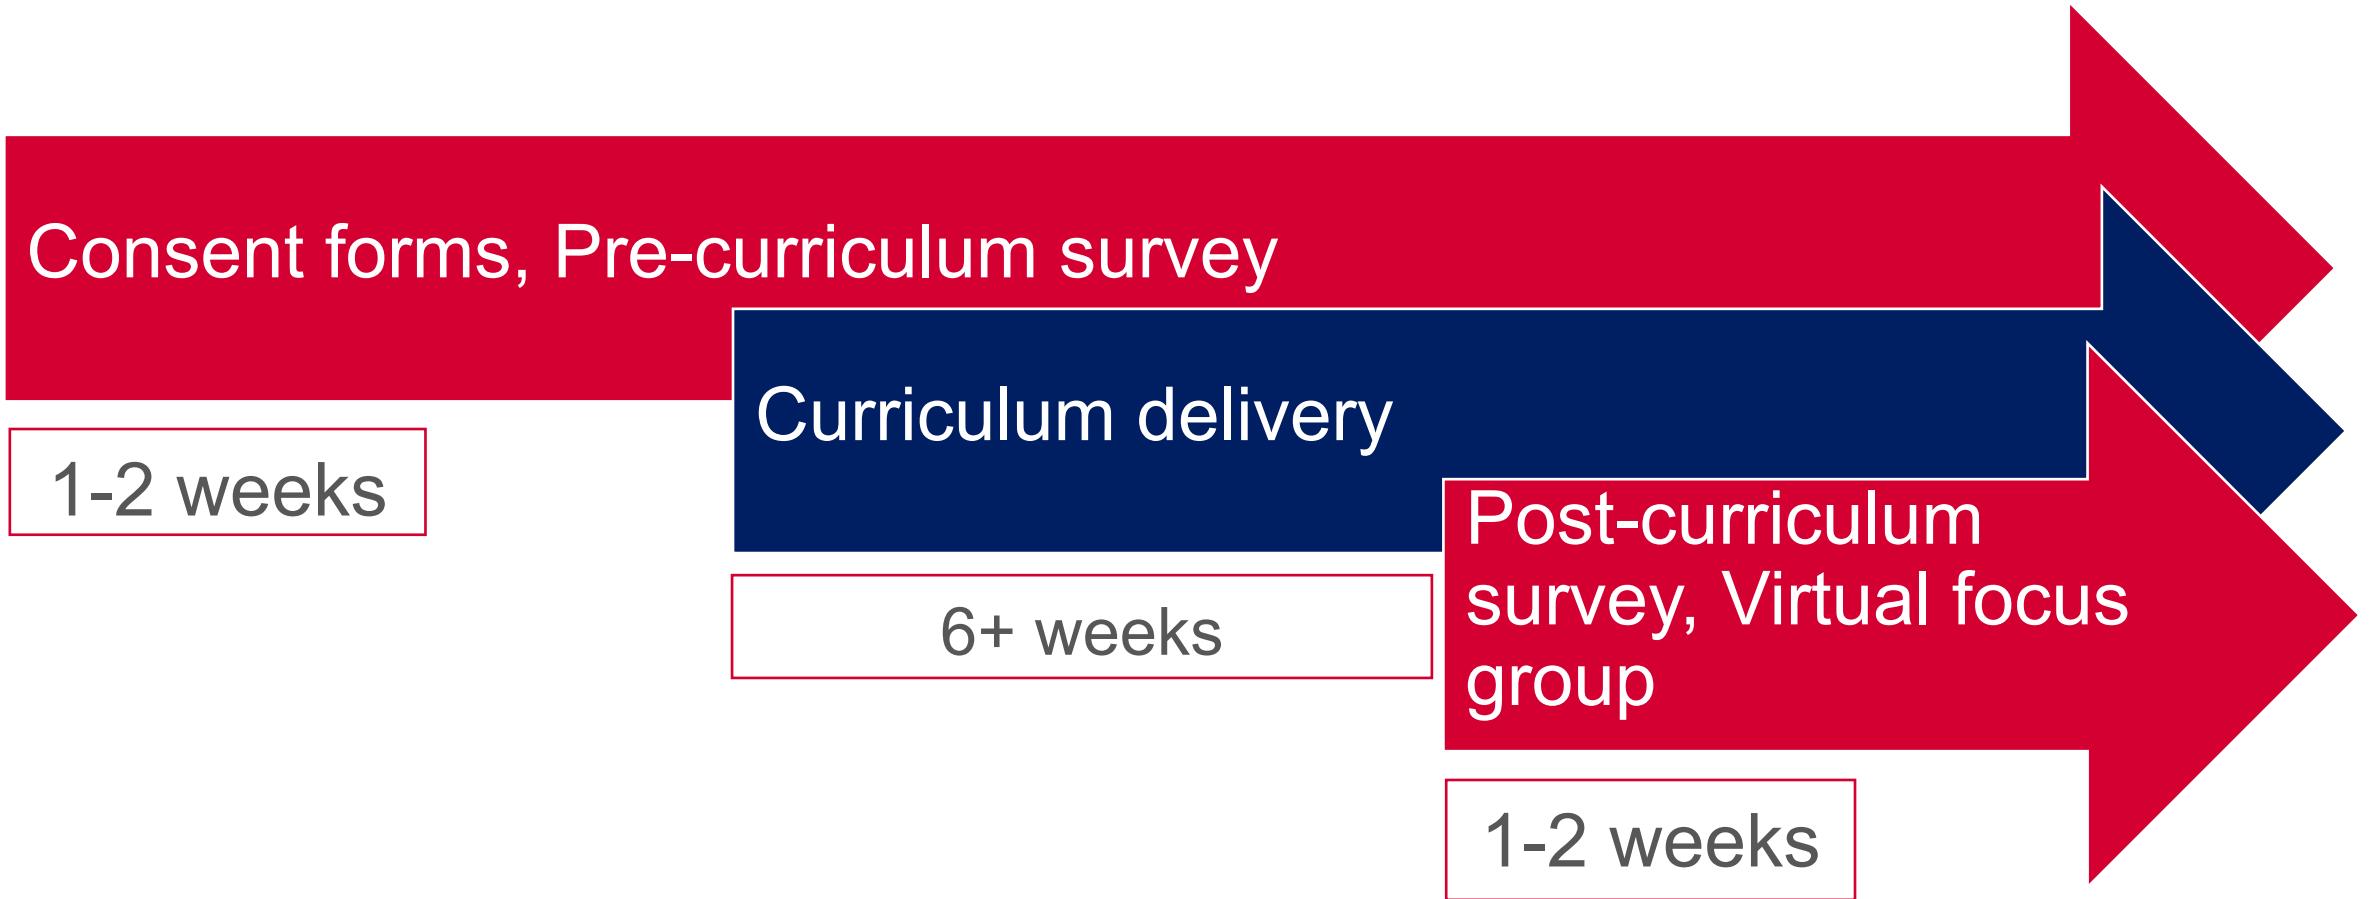 Consent forms, Pre-curriculum survey
1-2 weeks
Curriculum delivery
6+ weeks
Post-curriculum
survey, Virtual focus
group
1-2 weeks